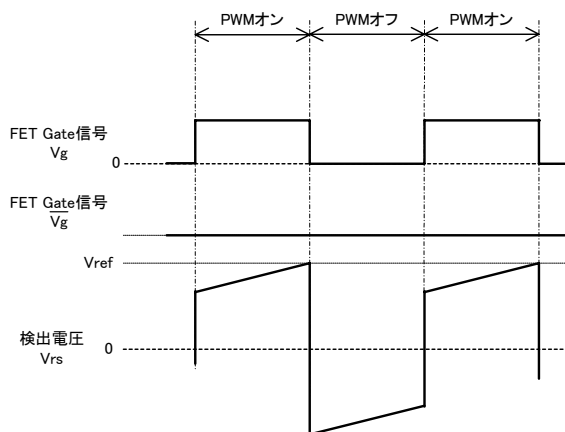 PWMオン PWMオフ PWMオン
FET Gate信号
Vg 0
FET Gate信号
Vg
Vref
検出電圧
Vrs 0